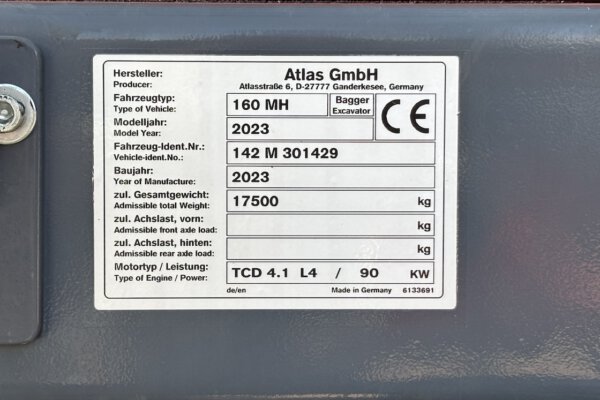 Hersteller: Atlas GmbH
Producer: Atlasstraße 6, D-27777 Ganderkesee, Germany
Fahrzeugtyp: 160 MH Bagger
Type of Vehicle: Excavator
CE
Modelljahr: 2023
Model Year:
Fahrzeug-Ident.Nr.: 142 M 301429
Vehicle-ident.No.:
Baujahr: 2023
Year of Manufacture:
zul. Gesamtgewicht: 17500 kg
Admissible total Weight:
zul. Achslast, vorn: kg
Admissible front axle load:
zul. Achslast, hinten: kg
Admissible rear axle load:
Motortyp / Leistung: TCD 4.1 L4 / 90 KW
Type of Engine / Power:
de/en Made in Germany 6133691